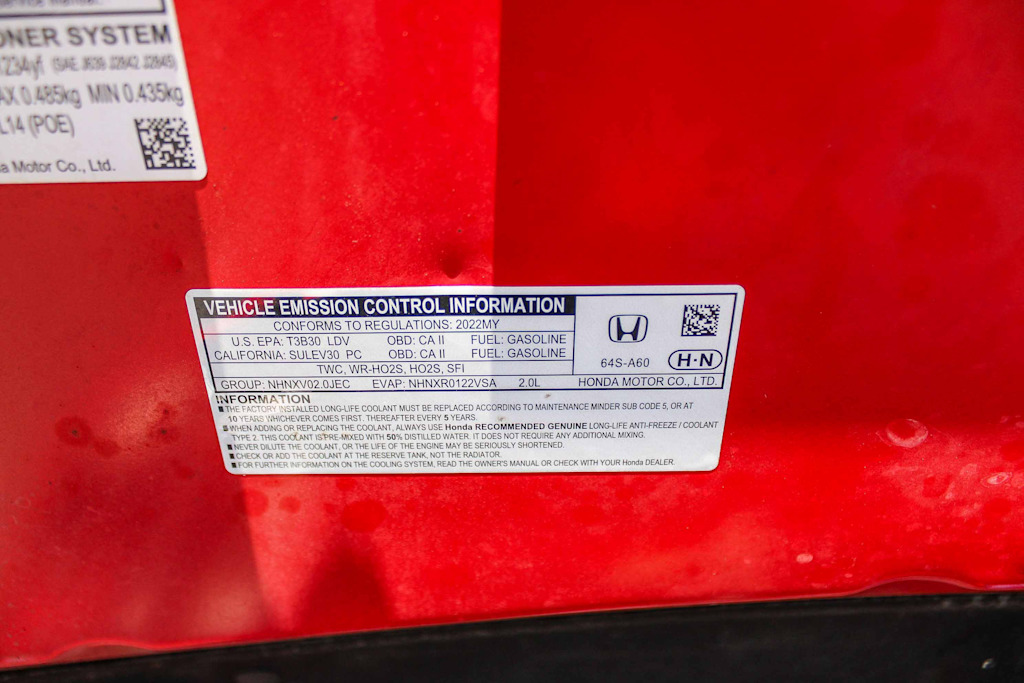 service manual.
ONER SYSTEM
1234yf (SAE J639 J2842 J2845)
AX 0.485kg MIN 0.435kg
L14 (POE)
da Motor Co., Ltd.
VEHICLE EMISSION CONTROL INFORMATION
CONFORMS TO REGULATIONS: 2022MY
U.S. EPA: T3B30 LDV OBD: CA II FUEL: GASOLINE
CALIFORNIA: SULEV30 PC OBD: CA II FUEL: GASOLINE
TWC, WR-HO2S, HO2S, SFI
GROUP: NHNXV02.0JEC EVAP: NHNXR0122VSA 2.0L
64S-A60
H·N
HONDA MOTOR CO., LTD.
INFORMATION
■ THE FACTORY INSTALLED LONG-LIFE COOLANT MUST BE REPLACED ACCORDING TO MAINTENANCE MINDER SUB CODE 5, OR AT
10 YEARS WHICHEVER COMES FIRST. THEREAFTER EVERY 5 YEARS.
■ WHEN ADDING OR REPLACING THE COOLANT, ALWAYS USE Honda RECOMMENDED GENUINE LONG-LIFE ANTI-FREEZE / COOLANT
TYPE 2. THIS COOLANT IS PRE-MIXED WITH 50% DISTILLED WATER. IT DOES NOT REQUIRE ANY ADDITIONAL MIXING.
■ NEVER DILUTE THE COOLANT, OR THE LIFE OF THE ENGINE MAY BE SERIOUSLY SHORTENED.
■ CHECK OR ADD THE COOLANT AT THE RESERVE TANK, NOT THE RADIATOR.
■ FOR FURTHER INFORMATION ON THE COOLING SYSTEM, READ THE OWNER'S MANUAL OR CHECK WITH YOUR Honda DEALER.